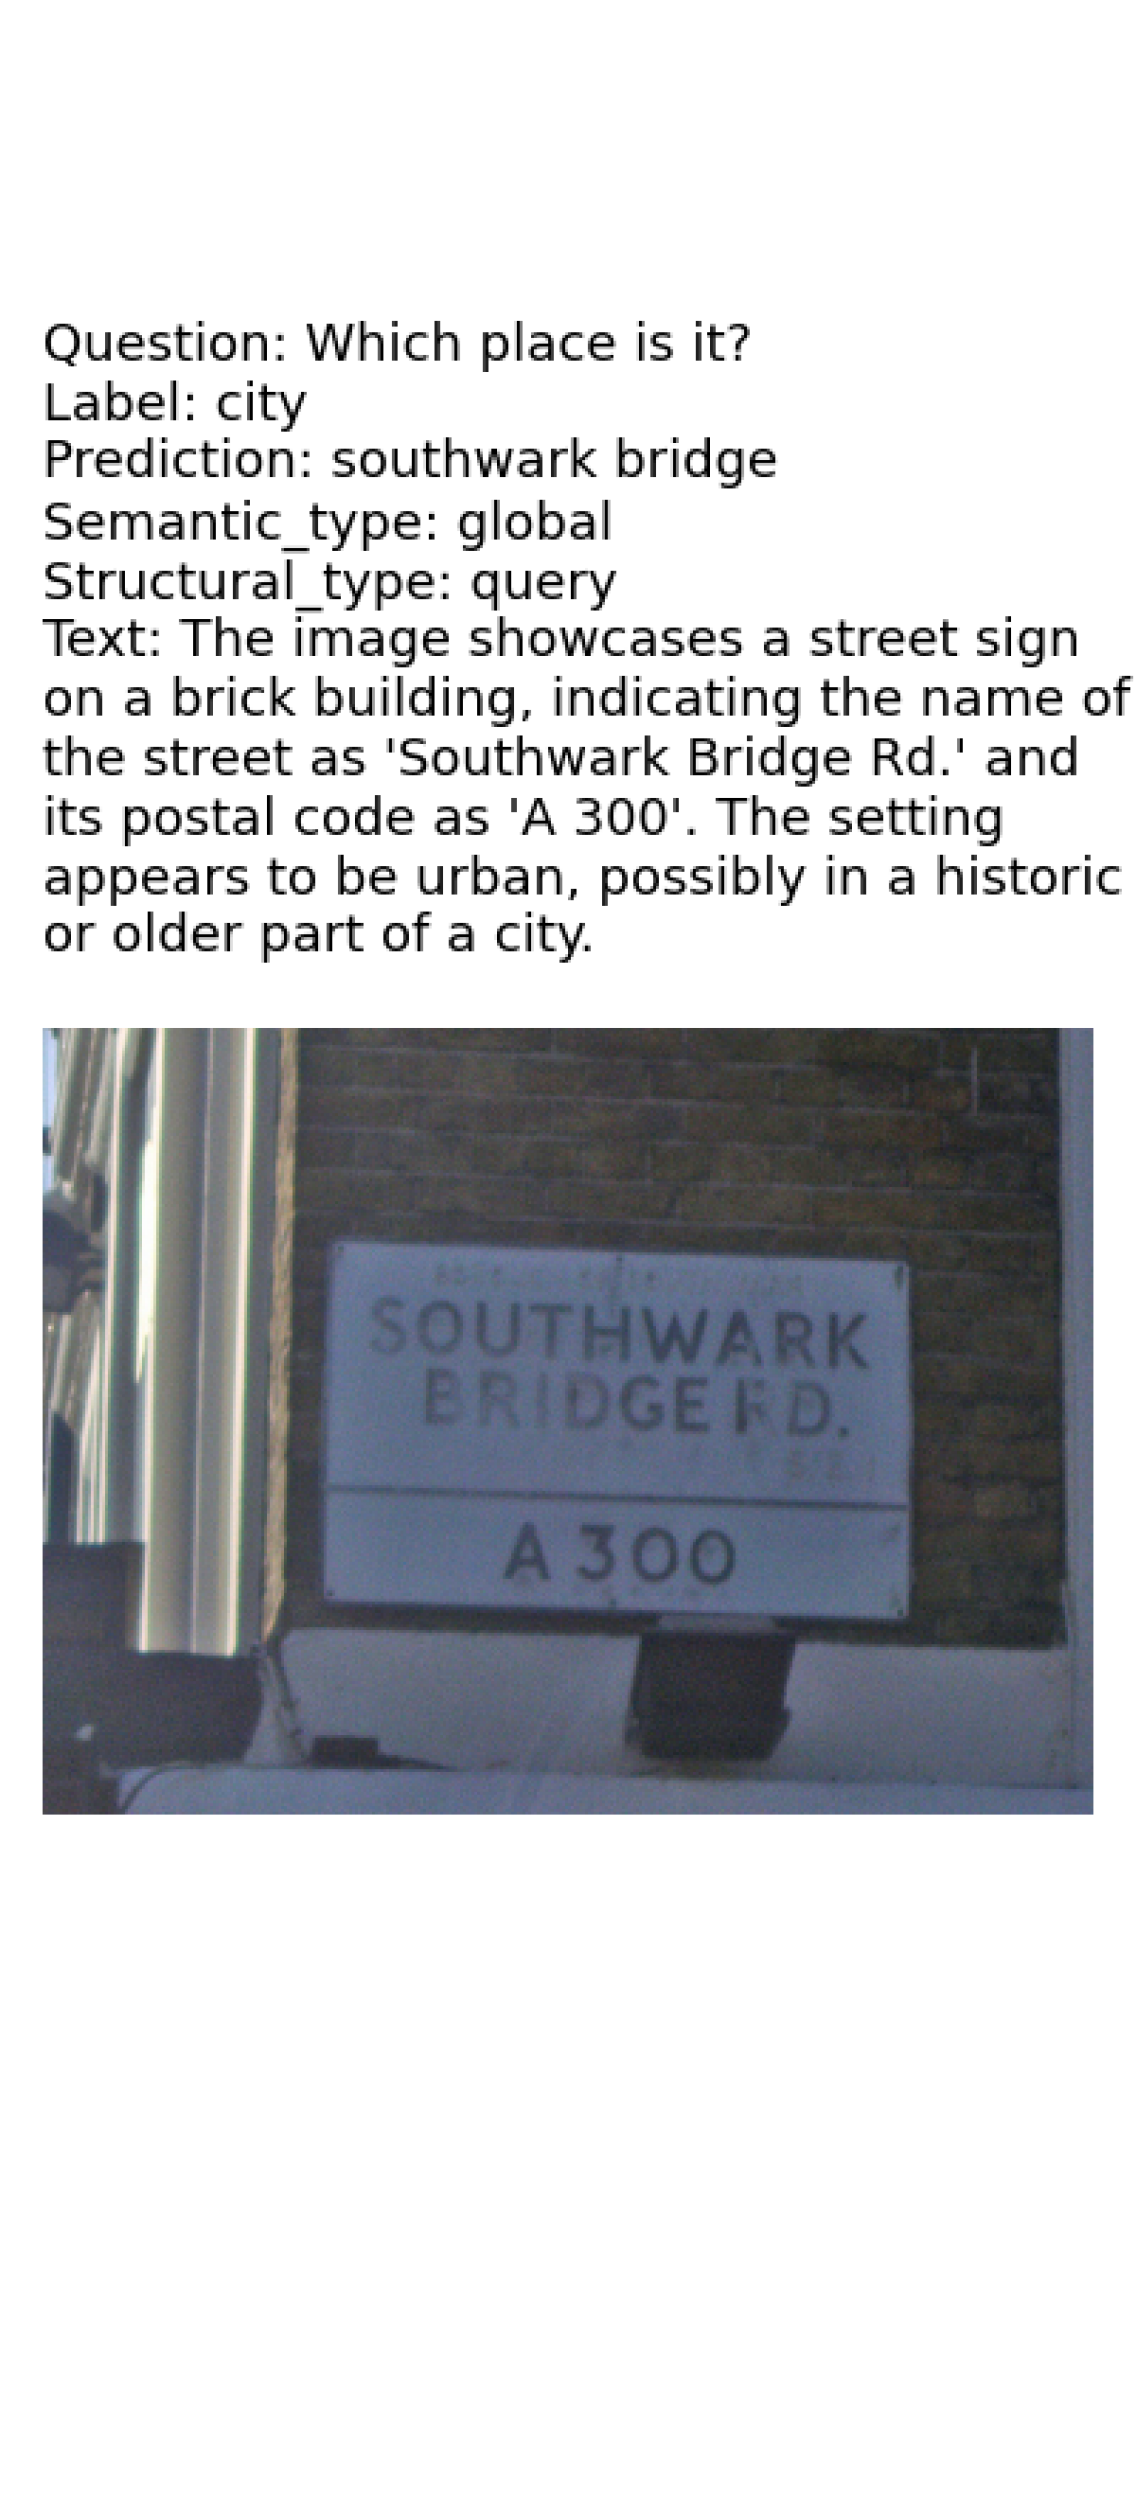 Question: Which place is it?
Label: city
Prediction: southwark bridge
Semantic_type: global
Structural_type: query
Text: The image showcases a street sign
on a brick building, indicating the name of
the street as 'Southwark Bridge Rd.' and
its postal code as 'A 300'. The setting
appears to be urban, possibly in a historic
or older part of a city.
SOUTHWARK
BRIDGE RD.
A 300